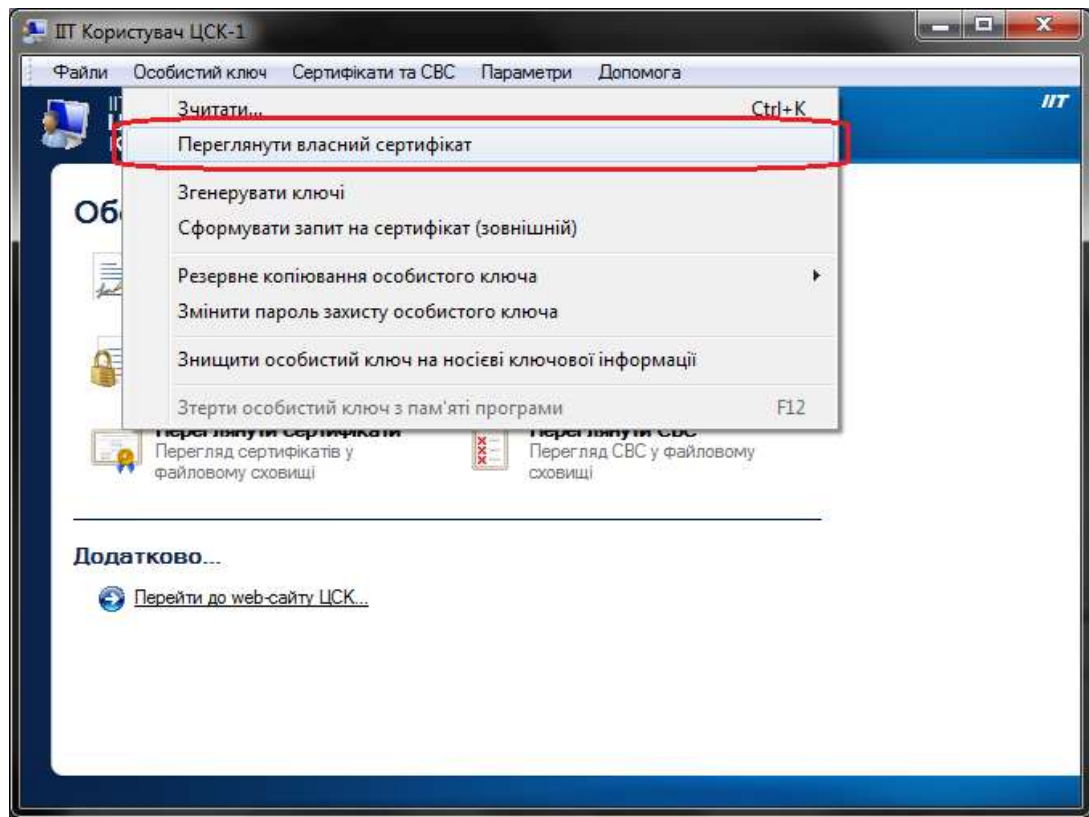 ІІТ Користувач ЦСК-1
Файли Особистий ключ Сертифікати та СВС Параметри Допомога
ІІТ
Зчитати... Ctrl+K
Переглянути власний сертифікат
Згенерувати ключі
Сформувати запит на сертифікат (зовнішній)
Резервне копіювання особистого ключа
Змінити пароль захисту особистого ключа
Знищити особистий ключ на носієві ключової інформації
Зтерти особистий ключ з пам'яті програми F12
Переглянути сертифікати
Перегляд сертифікатів у
файловому сховищі
Переглянути СВС
Перегляд СВС у файловому
сховищі
Додатково...
Перейти до web-сайту ЦСК...